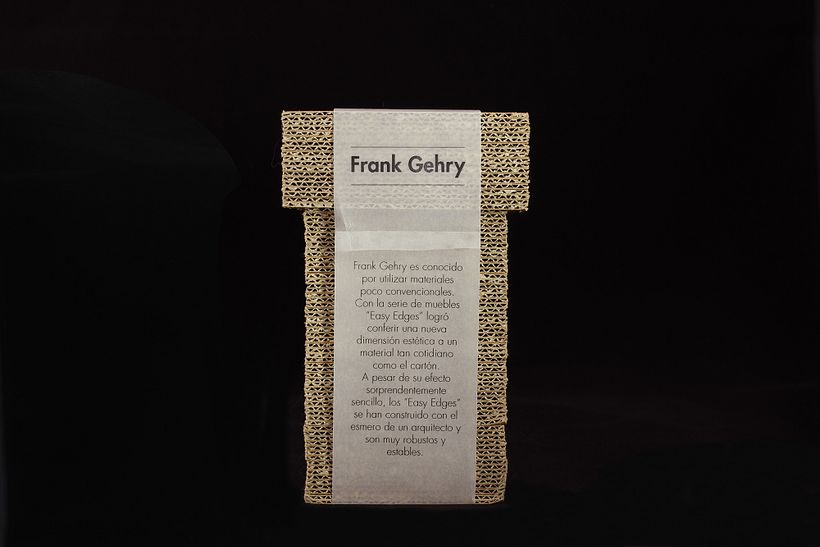 Frank Gehry
Frank Gehry es conocido
por utilizar materiales
poco convencionales.
Con la serie de muebles
“Easy Edges” logró
conferir una nueva
dimensión estética a un
material tan cotidiano
como el cartón.
A pesar de su efecto
sorprendentemente
sencillo, los “Easy Edges”
se han construido con el
esmero de un arquitecto y
son muy robustos y
estables.